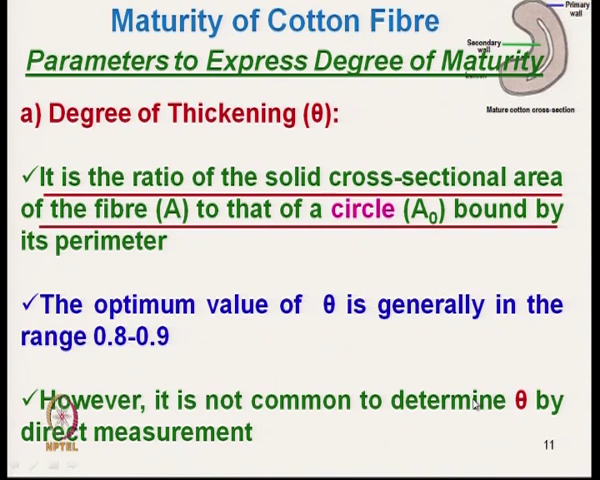 Maturity of Cotton Fibre
Parameters to Express Degree of Maturity
Primary
wall
Secondary
wall
Mature cotton cross-section
a) Degree of Thickening (θ):
✓It is the ratio of the solid cross-sectional area
of the fibre (A) to that of a circle (A₀) bound by
its perimeter
✓The optimum value of θ is generally in the
range 0.8-0.9
✓However, it is not common to determine θ by
direct measurement
NPTEL
11